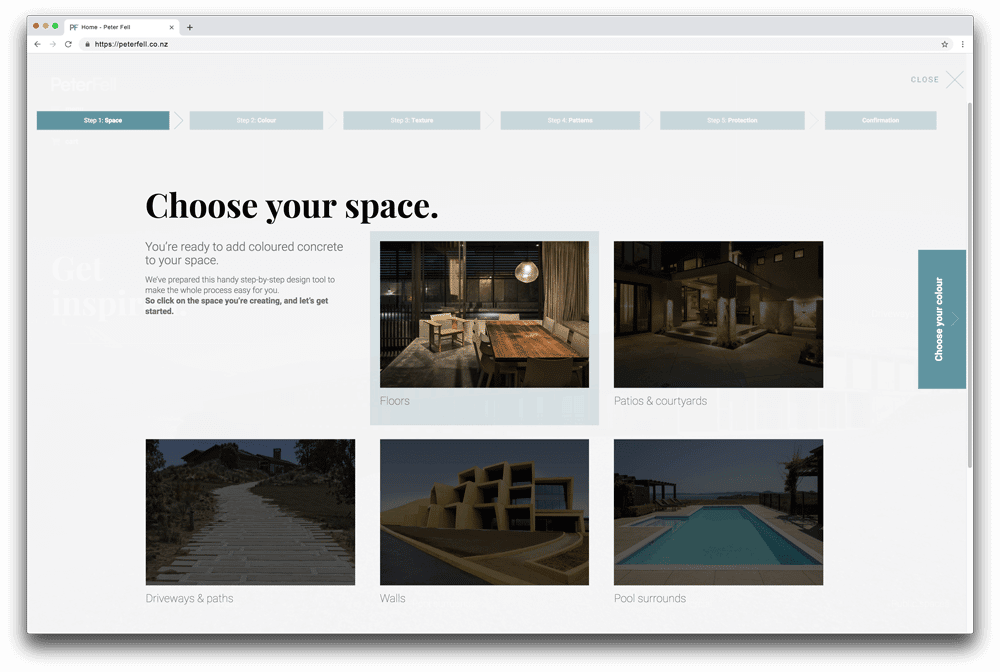 PF Home - Peter Fell
https://peterfell.co.nz
PeterFell
CLOSE
Step 1: Space
Step 2: Colour
Step 3: Texture
Step 4: Patterns
Step 5: Protection
Confirmation
Choose your space.
You're ready to add coloured concrete
to your space.
We've prepared this handy step-by-step design tool to
make the whole process easy for you.
So click on the space you're creating, and let's get
started.
Get
Floors
Patios & courtyards
Choose your colour
Driveways & paths
Walls
Pool surrounds